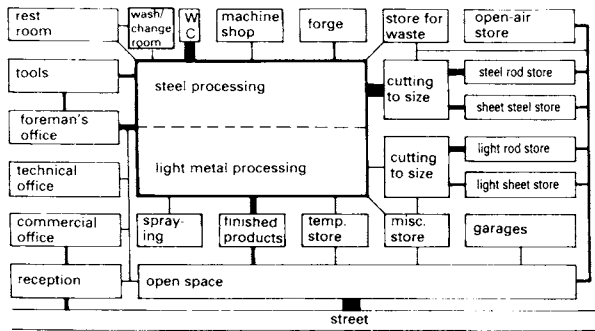 rest
room
wash/
change
room
W
C
machine
shop
forge
store for
waste
open-air
store
tools
steel processing
cutting
to size
steel rod store
sheet steel store
foreman's
office
light metal processing
cutting
to size
light rod store
light sheet store
technical
office
commercial
office
spray-
ing
finished
products
temp.
store
misc.
store
garages
reception
open space
street